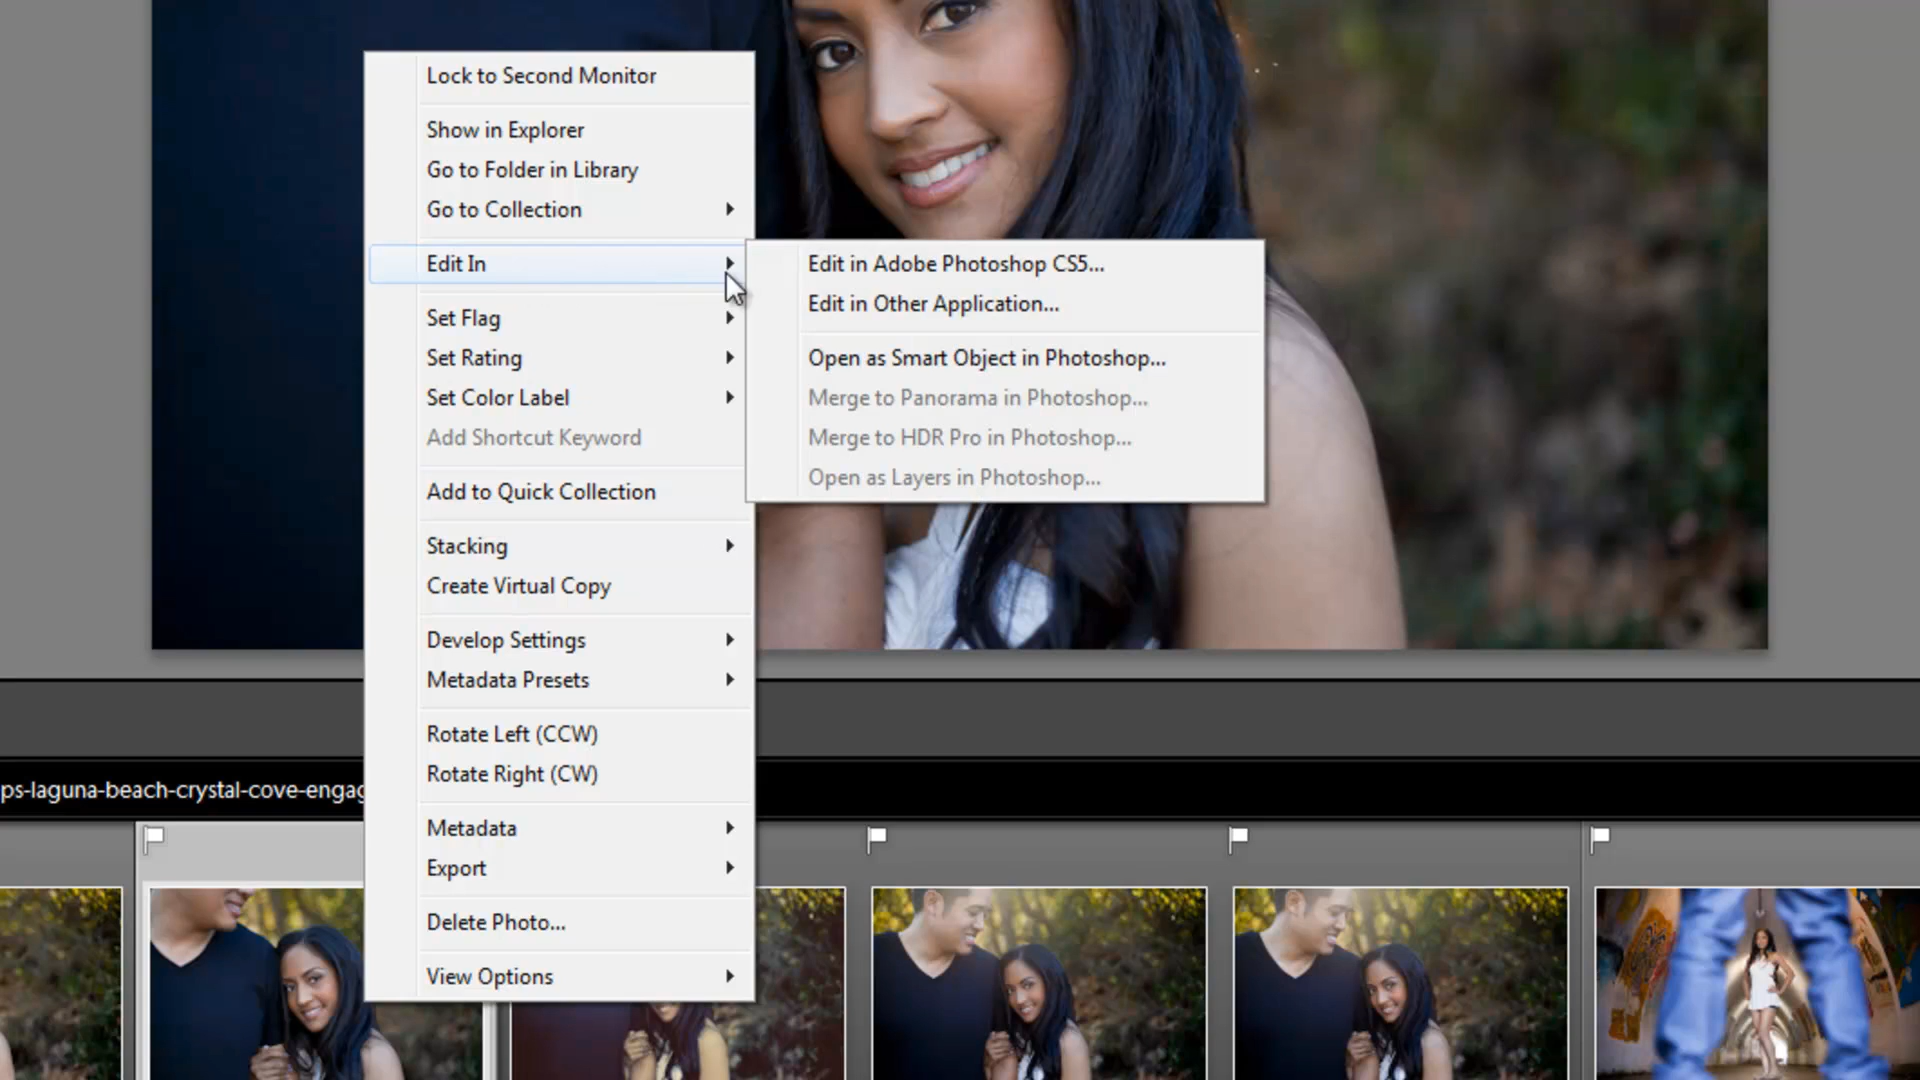 Lock to Second Monitor
Show in Explorer
Go to Folder in Library
Go to Collection
Edit In
Set Flag
Set Rating
Set Color Label
Add Shortcut Keyword
Add to Quick Collection
Stacking
Create Virtual Copy
Develop Settings
Metadata Presets
Rotate Left (CCW)
Rotate Right (CW)
Metadata
Export
Delete Photo...
View Options
Edit in Adobe Photoshop CS5...
Edit in Other Application...
Open as Smart Object in Photoshop...
Merge to Panorama in Photoshop...
Merge to HDR Pro in Photoshop...
Open as Layers in Photoshop...
ps-laguna-beach-crystal-cove-engag